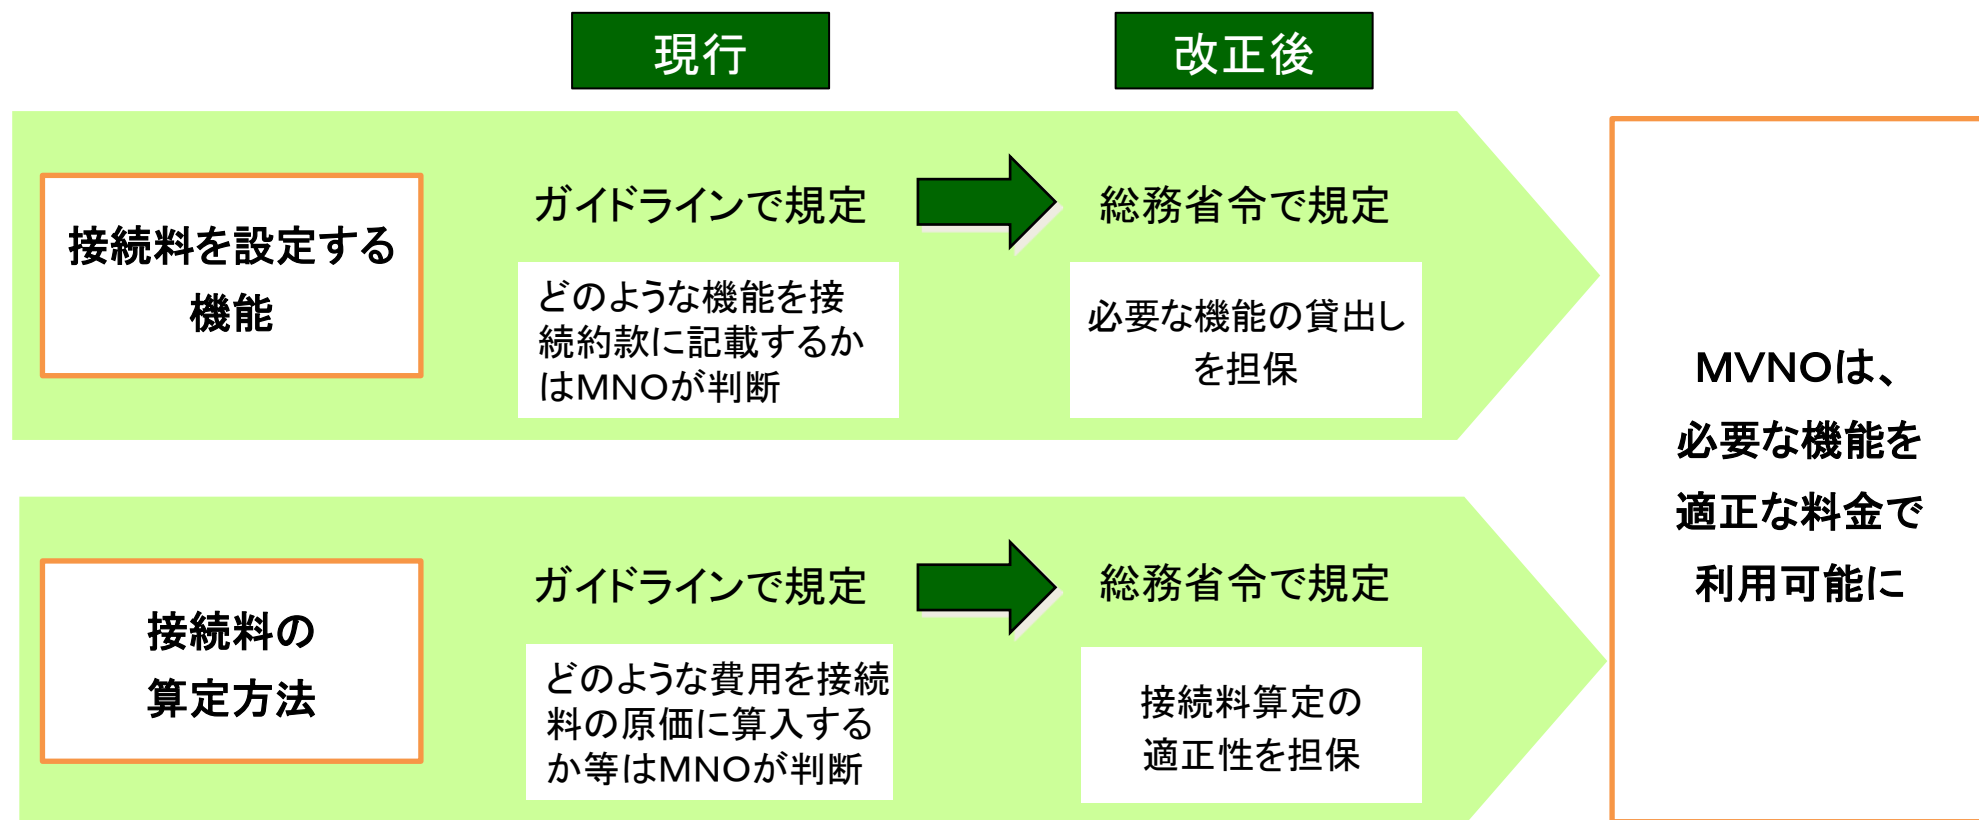 現行
改正後
接続料を設定する
機能
ガイドラインで規定
総務省令で規定
どのような機能を接
続約款に記載するか
はMNOが判断
必要な機能の貸出し
を担保
接続料の
算定方法
ガイドラインで規定
総務省令で規定
どのような費用を接続
料の原価に算入する
か等はMNOが判断
接続料算定の
適正性を担保
MVNOは、
必要な機能を
適正な料金で
利用可能に